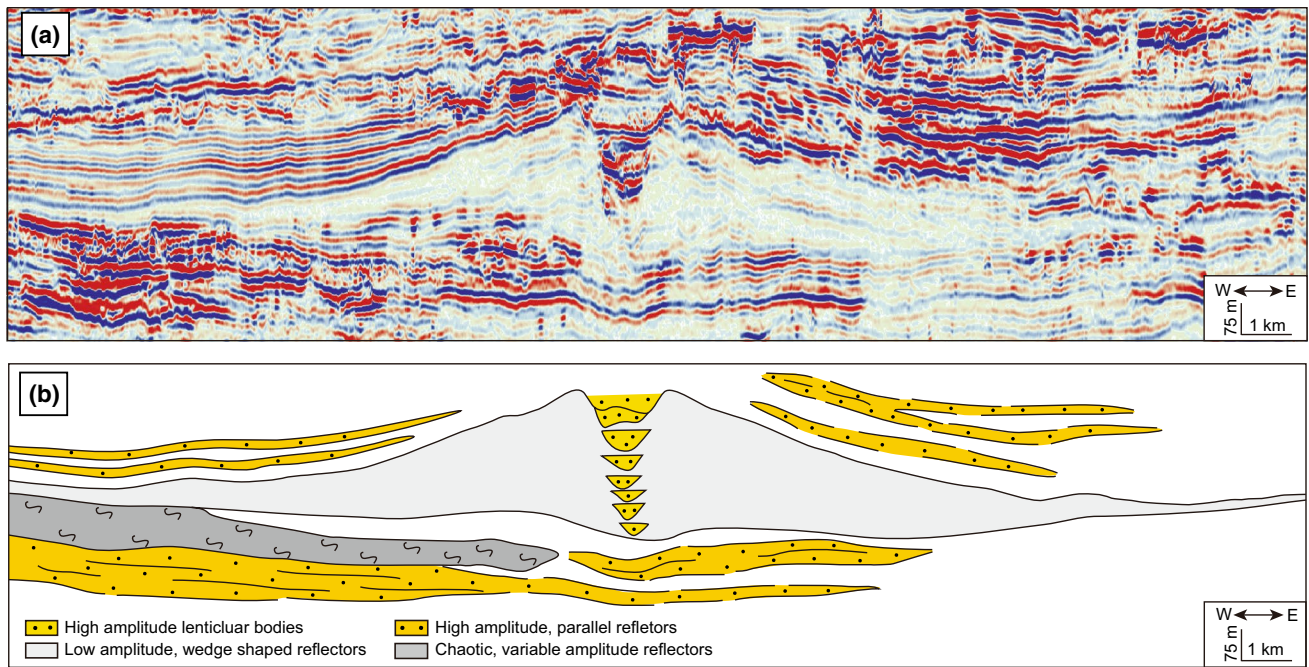 (a)
W E
75 m
1 km
(b)
High amplitude lenticluar bodies
High amplitude, parallel refletors
Low amplitude, wedge shaped reflectors
Chaotic, variable amplitude reflectors
W E
75 m
1 km